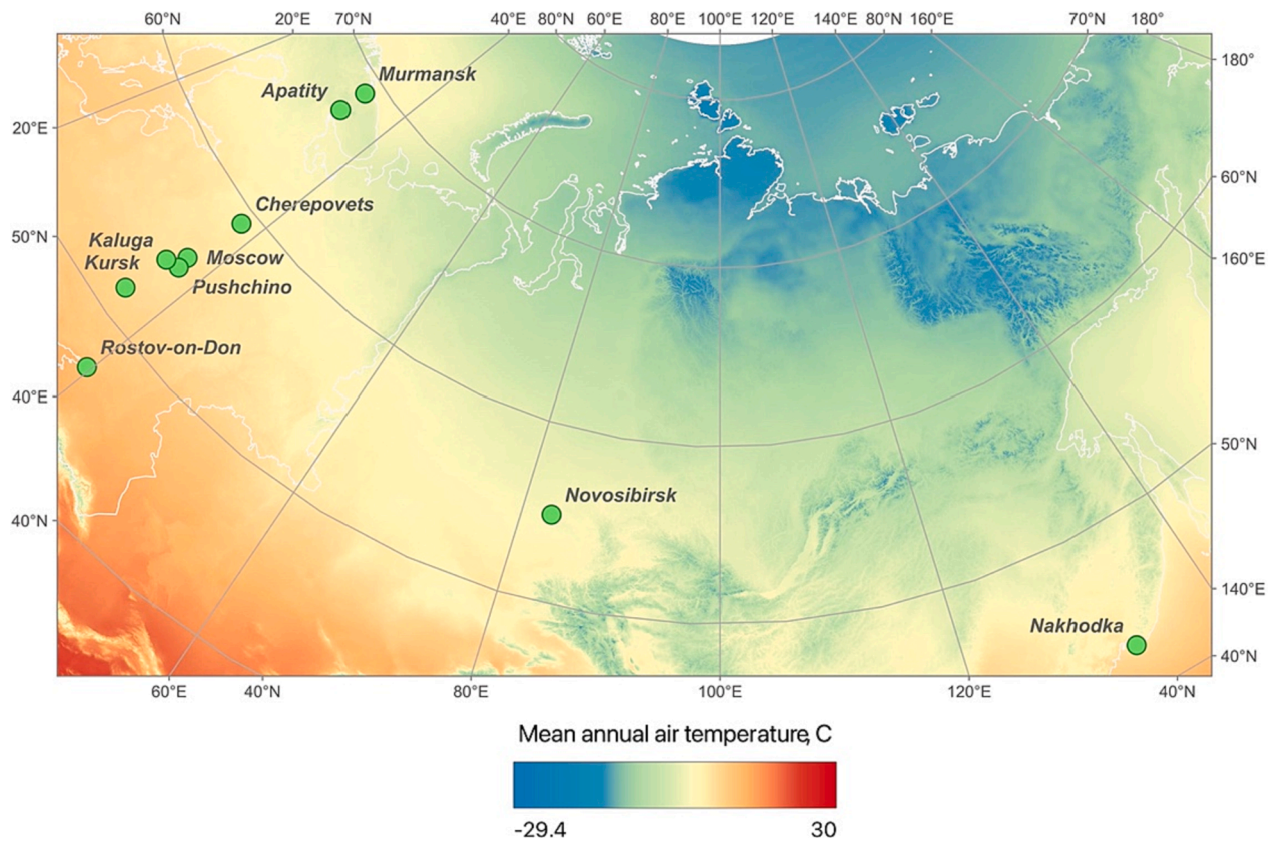 60°N 20°E 70°N 40°E 80°N 60°E 80°E 100°E 120°E 140°E 80°N 160°E 70°N 180°
180°
Murmansk
Apatity
20°E
60°N
Cherepovets
50°N
Kaluga
Moscow
160°E
Kursk
Pushchino
Rostov-on-Don
40°E
50°N
Novosibirsk
40°N
140°E
Nakhodka
40°N
60°E 40°N 80°E 100°E 120°E 40°N
Mean annual air temperature, C
-29.4 30